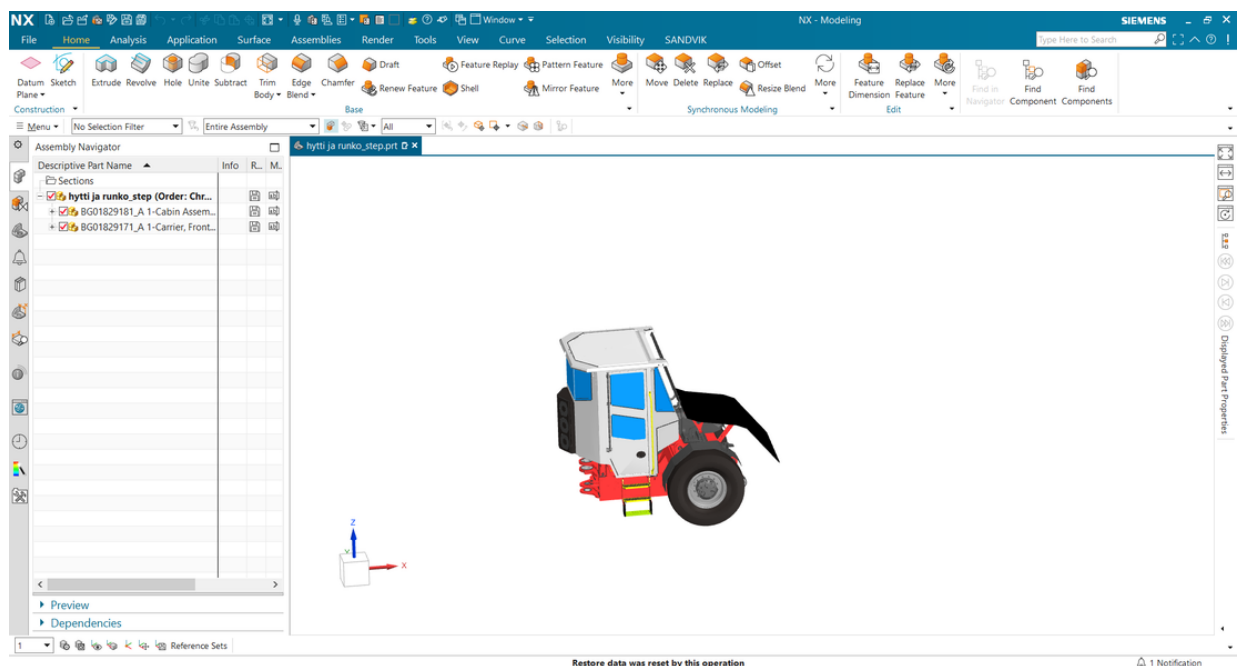 NX Window NX - Modeling SIEMENS
File Home Analysis Application Surface Assemblies Render Tools View Curve Selection Visibility SANDVIK Type Here to Search
Datum Plane Sketch Extrude Revolve Hole Unite Subtract Trim Body Edge Blend Chamfer Draft Renew Feature Feature Replay Shell Pattern Feature Mirror Feature More Move Delete Replace Offset Resize Blend More Feature Dimension Replace Feature More Find in Navigator Find Component Find Components
Construction Base Synchronous Modeling Edit
Menu No Selection Filter Entire Assembly All
Assembly Navigator hytti ja runko_step.prt
Descriptive Part Name Info R... M..
Sections
hytti ja runko_step (Order: Chr...
BG01829181_A 1-Cabin Assem...
BG01829171_A 1-Carrier, Front...
Displayed Part Properties
Z
Y
X
Preview
Dependencies
1 Reference Sets
Restore data was reset by this operation 1 Notification